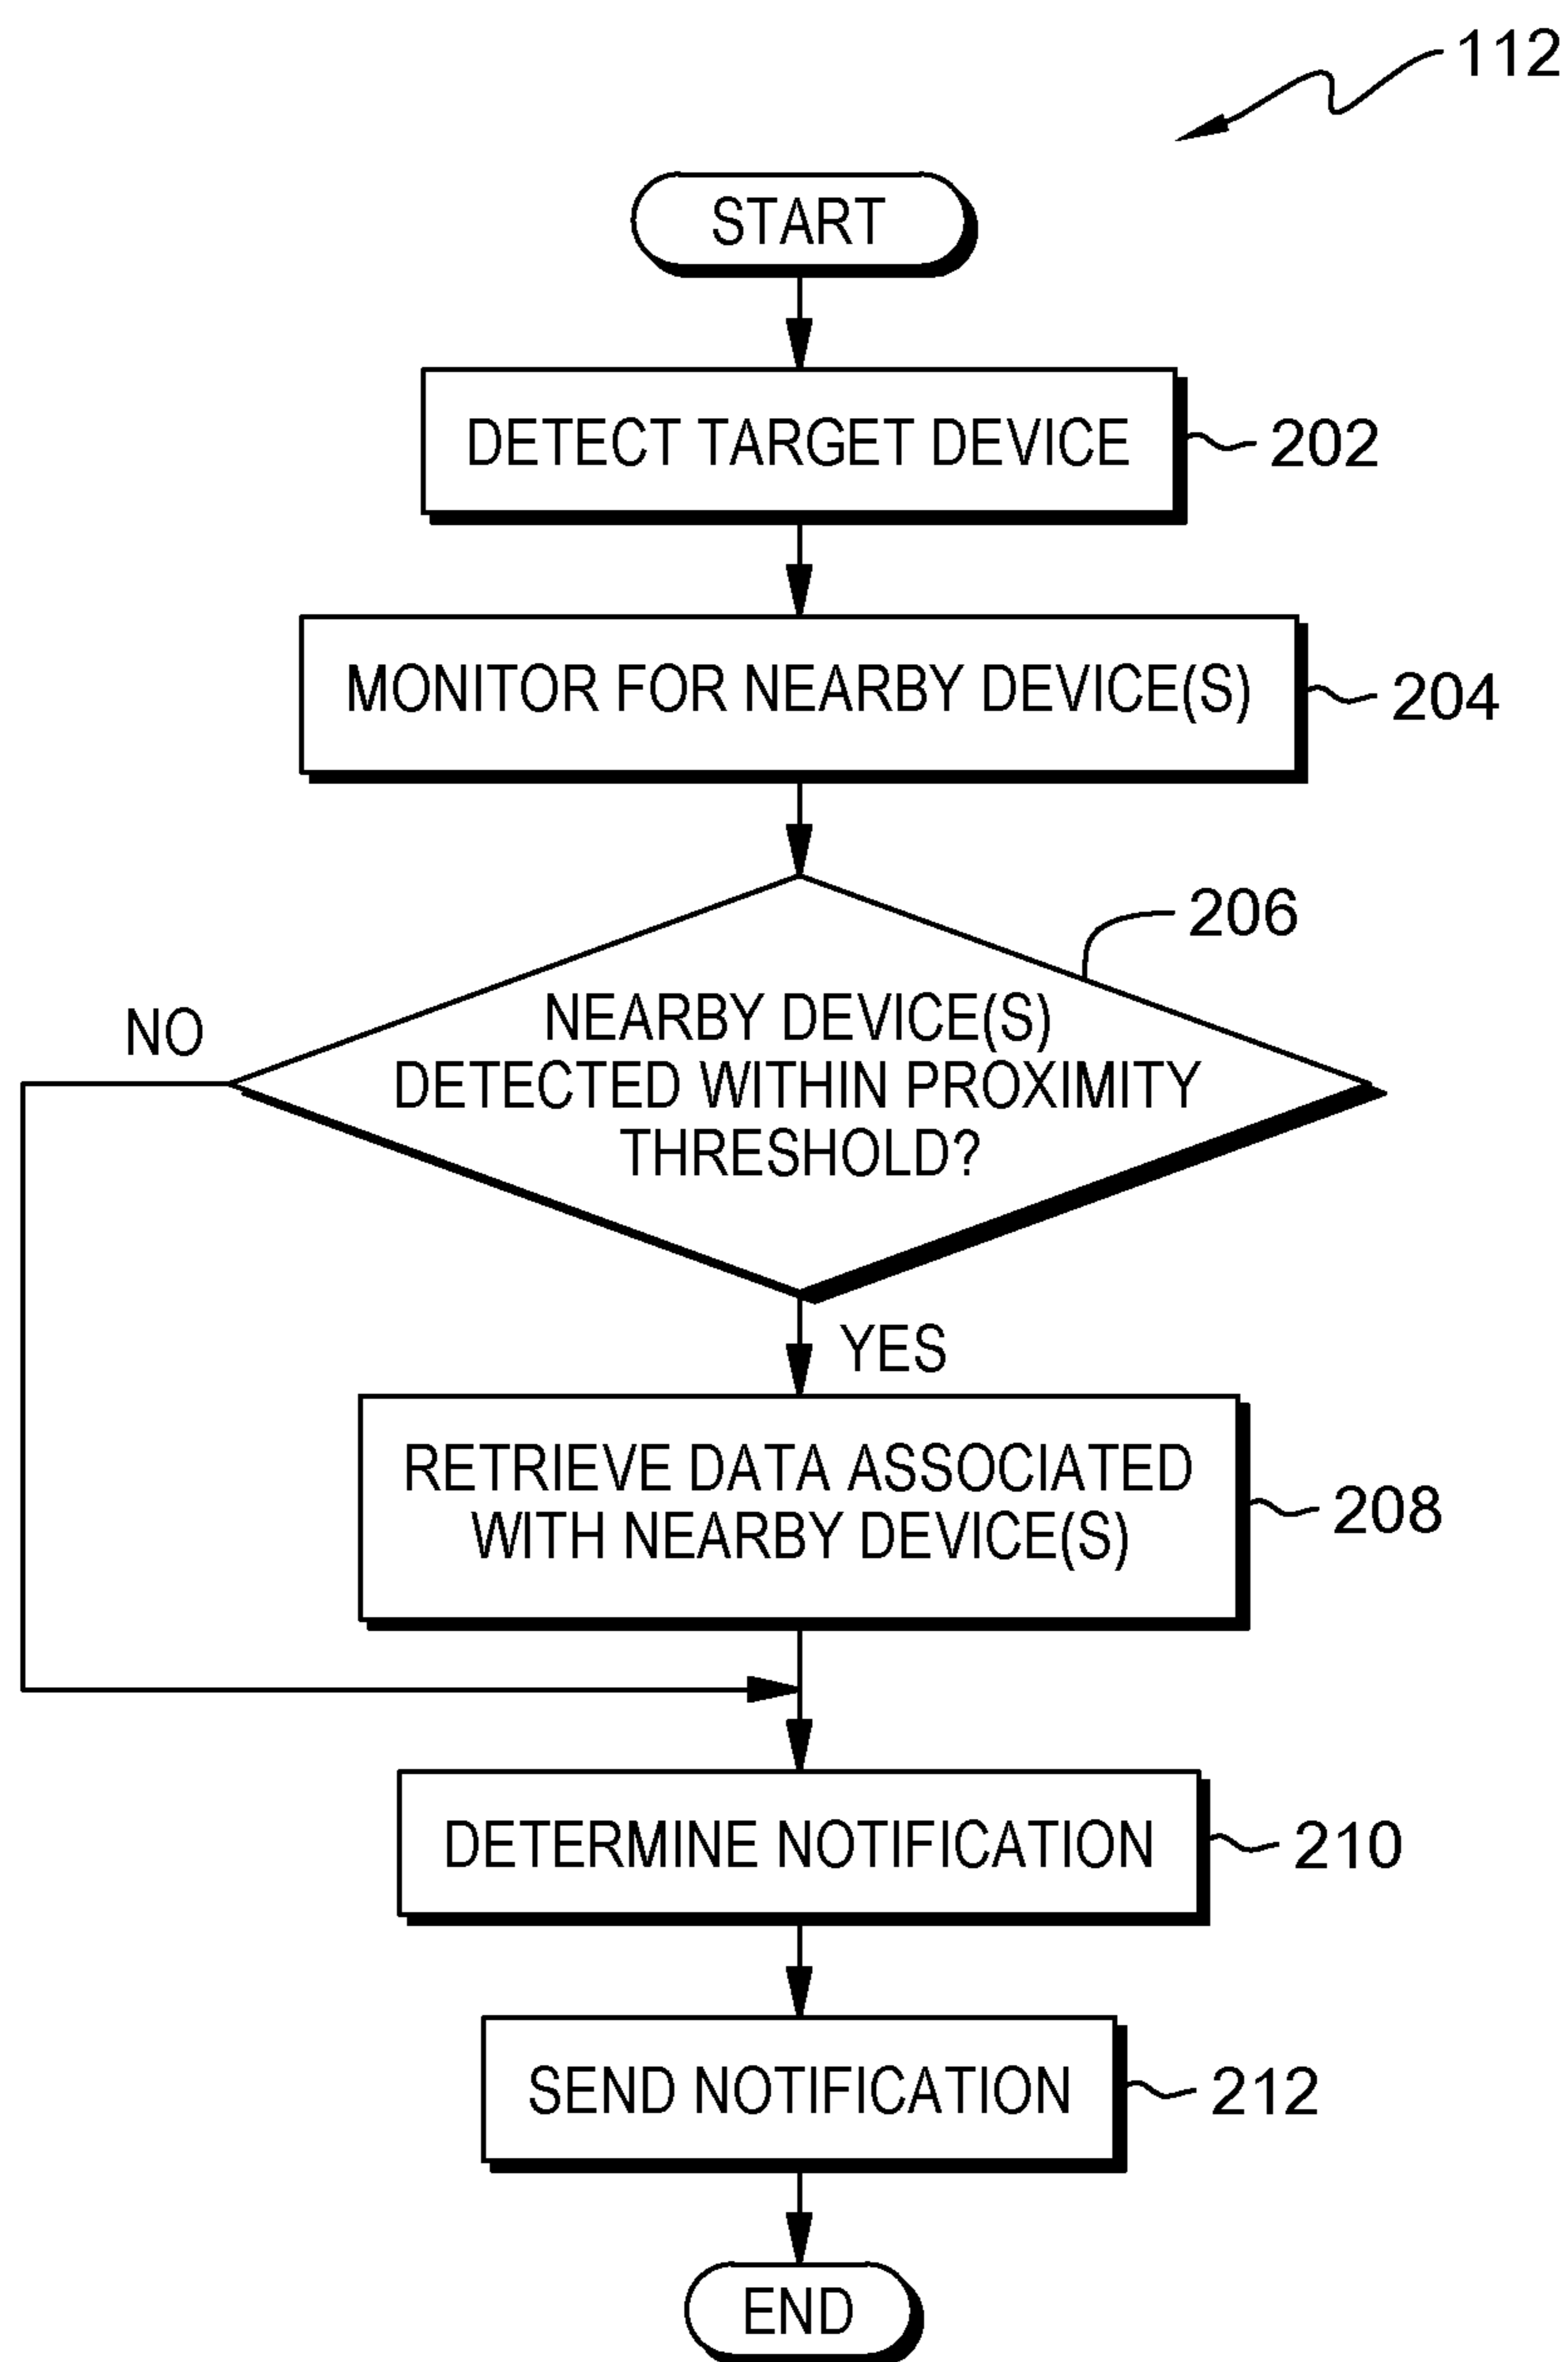 112
START
DETECT TARGET DEVICE
202
MONITOR FOR NEARBY DEVICE(S)
204
206
NEARBY DEVICE(S)
DETECTED WITHIN PROXIMITY
THRESHOLD?
NO
YES
RETRIEVE DATA ASSOCIATED
WITH NEARBY DEVICE(S)
208
DETERMINE NOTIFICATION
210
SEND NOTIFICATION
212
END